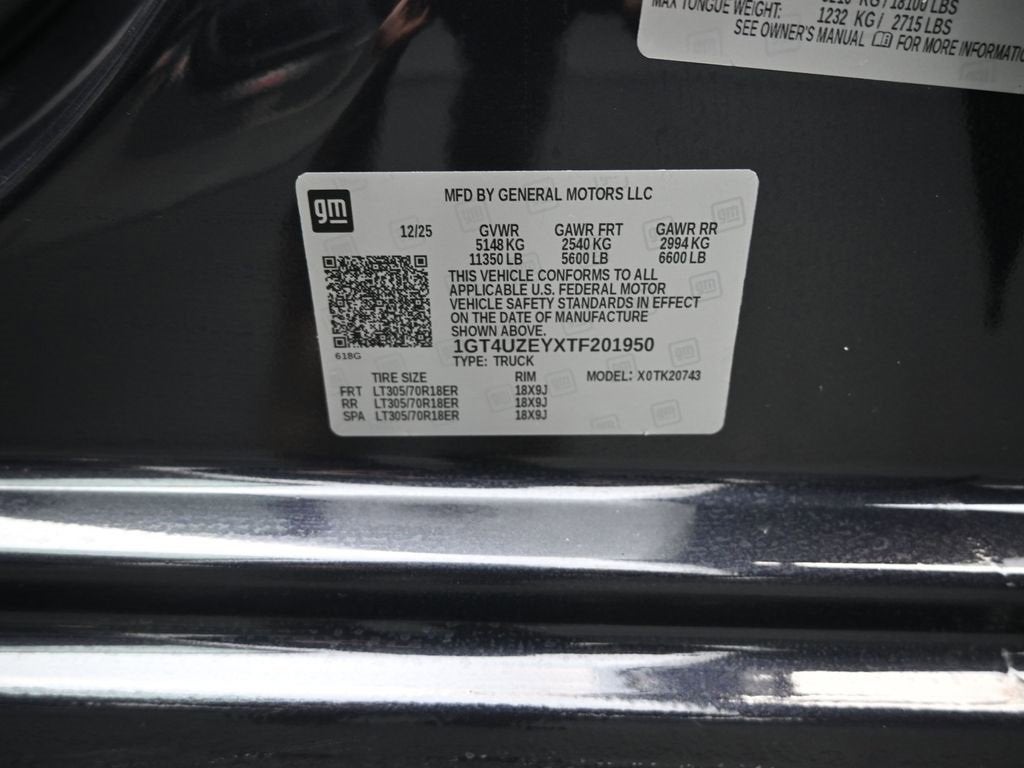 MAX TONGUE WEIGHT: 1232 KG / 2715 LBS
SEE OWNER'S MANUAL FOR MORE INFORMATIO
gm
MFD BY GENERAL MOTORS LLC
12/25 GVWR GAWR FRT GAWR RR
5148 KG 2540 KG 2994 KG
11350 LB 5600 LB 6600 LB
THIS VEHICLE CONFORMS TO ALL
APPLICABLE U.S. FEDERAL MOTOR
VEHICLE SAFETY STANDARDS IN EFFECT
ON THE DATE OF MANUFACTURE
SHOWN ABOVE.
618G
1GT4UZEYXTF201950
TYPE: TRUCK
TIRE SIZE RIM MODEL: X0TK20743
FRT LT305/70R18ER 18X9J
RR LT305/70R18ER 18X9J
SPA LT305/70R18ER 18X9J